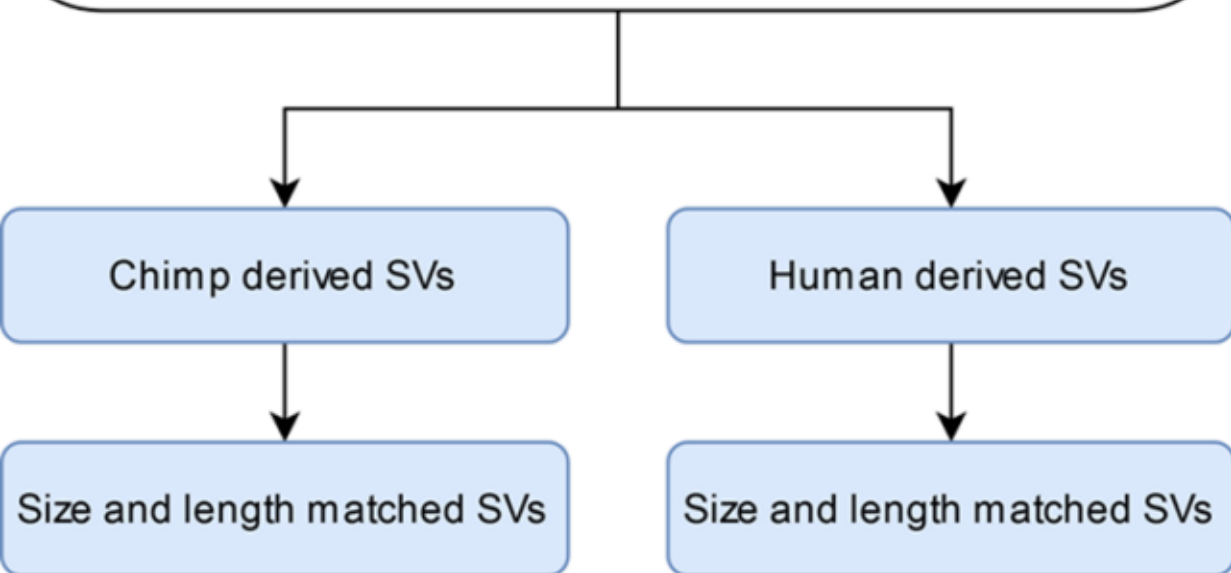 Chimp derived SVs
Human derived SVs
Size and length matched SVs
Size and length matched SVs